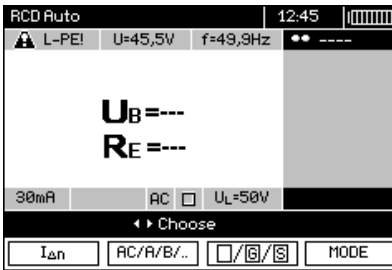 RCD Auto 12:45
L-PE! U=45,5V f=49,9Hz ----
UB=---
RE=---
30mA AC UL=50V
Choose
IΔn AC/A/B/.. □/G/S MODE